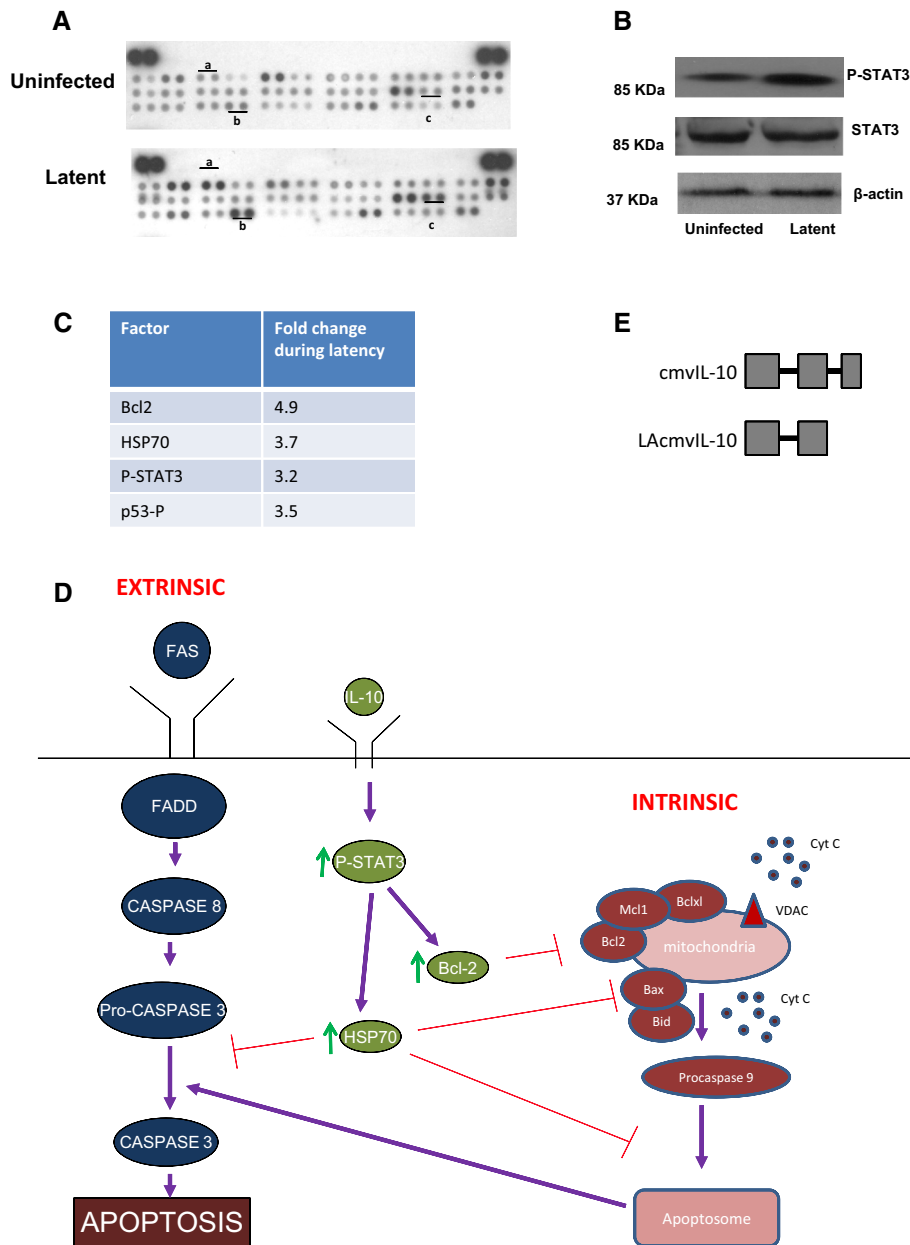 A
Uninfected
a
b
c
Latent
a
b
c
B
85 KDa
P-STAT3
85 KDa
STAT3
37 KDa
β-actin
Uninfected Latent
C
Factor Fold change during latency
Bcl2 4.9
HSP70 3.7
P-STAT3 3.2
p53-P 3.5
E
cmvIL-10
LAcmvIL-10
D
EXTRINSIC
FAS
IL-10
FADD
INTRINSIC
P-STAT3
Cyt C
CASPASE 8
Mcl1
Bclxl
VDAC
Bcl2
mitochondria
Bcl-2
Pro-CASPASE 3
Bax
Cyt C
HSP70
Bid
Procaspase 9
CASPASE 3
APOPTOSIS
Apoptosome